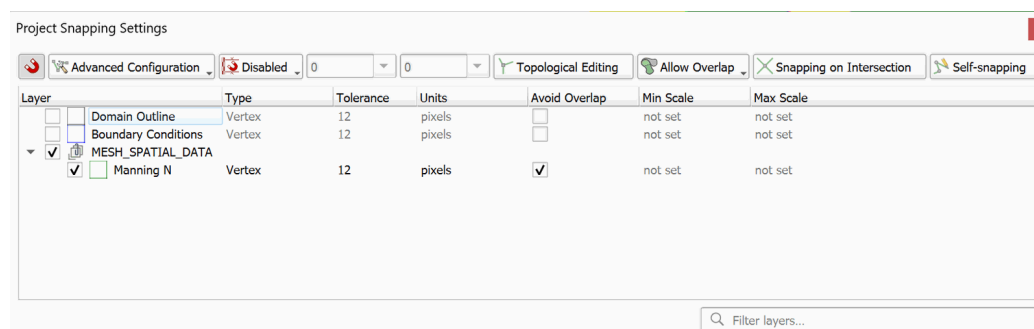 Project Snapping Settings
Advanced Configuration Disabled 0 0 Topological Editing Allow Overlap Snapping on Intersection Self-snapping
Layer Type Tolerance Units Avoid Overlap Min Scale Max Scale
Domain Outline Vertex 12 pixels not set not set
Boundary Conditions Vertex 12 pixels not set not set
MESH_SPATIAL_DATA
Manning N Vertex 12 pixels not set not set
Filter layers...